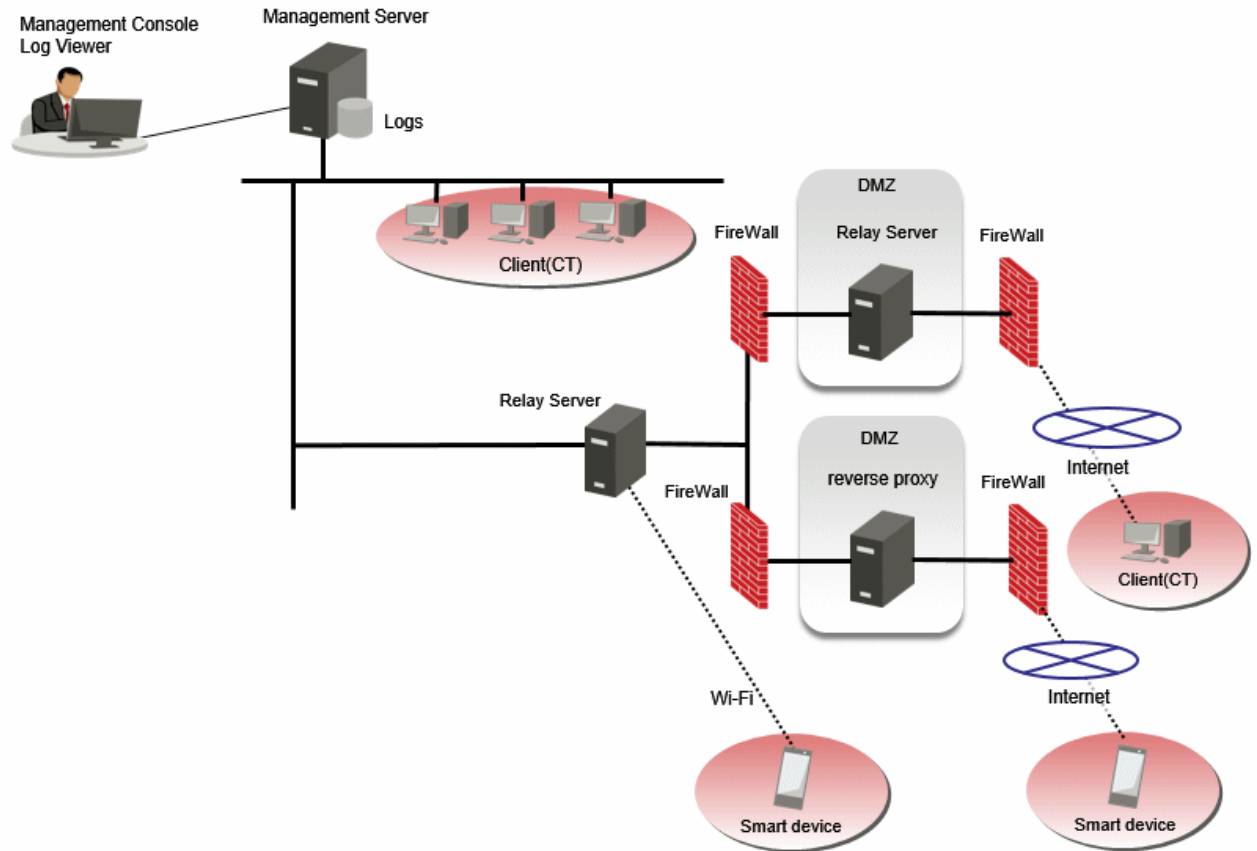 Management Console
Log Viewer
Management Server
Logs
Client(CT)
DMZ
FireWall
Relay Server
FireWall
Relay Server
DMZ
Internet
FireWall
reverse proxy
FireWall
Client(CT)
Wi-Fi
Internet
Smart device
Smart device